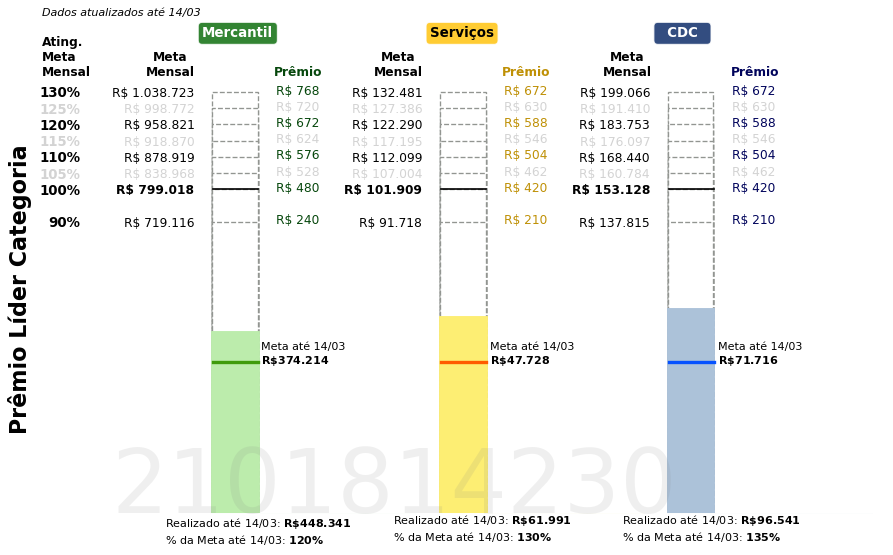 Dados atualizados até 14/03
Mercantil Serviços CDC
Ating. Meta Mensal Meta Mensal Prêmio Meta Mensal Prêmio Meta Mensal Prêmio
130% R$ 1.038.723 R$ 768 R$ 132.481 R$ 672 R$ 199.066 R$ 672
125% R$ 998.772 R$ 720 R$ 127.386 R$ 630 R$ 191.410 R$ 630
120% R$ 958.821 R$ 672 R$ 122.290 R$ 588 R$ 183.753 R$ 588
115% R$ 918.870 R$ 624 R$ 117.195 R$ 546 R$ 176.097 R$ 546
110% R$ 878.919 R$ 576 R$ 112.099 R$ 504 R$ 168.440 R$ 504
105% R$ 838.968 R$ 528 R$ 107.004 R$ 462 R$ 160.784 R$ 462
100% R$ 799.018 R$ 480 R$ 101.909 R$ 420 R$ 153.128 R$ 420
90% R$ 719.116 R$ 240 R$ 91.718 R$ 210 R$ 137.815 R$ 210
Prêmio Líder Categoria
Meta até 14/03 Meta até 14/03 Meta até 14/03
R$374.214 R$47.728 R$71.716
2101814230
Realizado até 14/03: R$448.341 Realizado até 14/03: R$61.991 Realizado até 14/03: R$96.541
% da Meta até 14/03: 120% % da Meta até 14/03: 130% % da Meta até 14/03: 135%